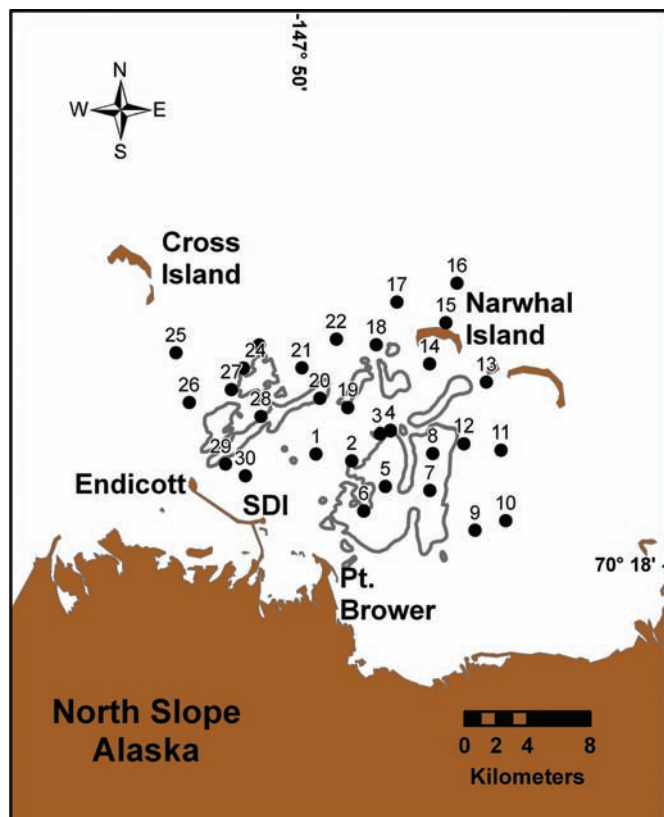 -147° 50'
N
W E
S
Cross
Island
16
17
15
Narwhal
Island
22
18
25
14
21
24
13
27
26
20
19
28
3 4
12
11
1
2
8
29
30
5
7
Endicott
SDI
6
10
9
70° 18'
Pt.
Brower
North Slope
Alaska
0 2 4 8
Kilometers